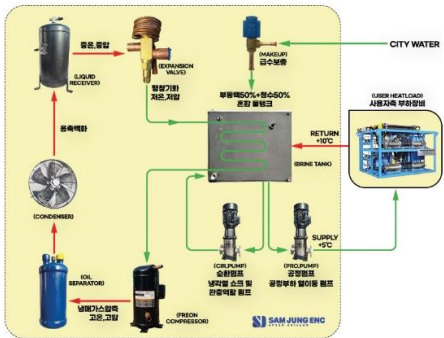 중온,중압
(LIQUID
RECEIVER)
(EXPANSION
VALVE)
팽창기화
저온,저압
(MAKEUP)
급수보충
CITY WATER
부동액50%+정수50%
혼합 물탱크
(USER HEATLOAD)
사용자측 부하장비
RETURN
+10℃
(BRINE TANK)
응축액화
(CONDENSER)
SUPPLY
+5℃
(OIL
SEPARATOR)
냉매가스압축
고온,고압
(FREON
COMPRESSOR)
(CIR.PUMP)
순환펌프
냉각열 쇼크 및
완충역할 펌프
(PRO.PUMP)
공정펌프
공정부하 열이동 펌프
SAM JUNG ENC
SPEED CHILLER